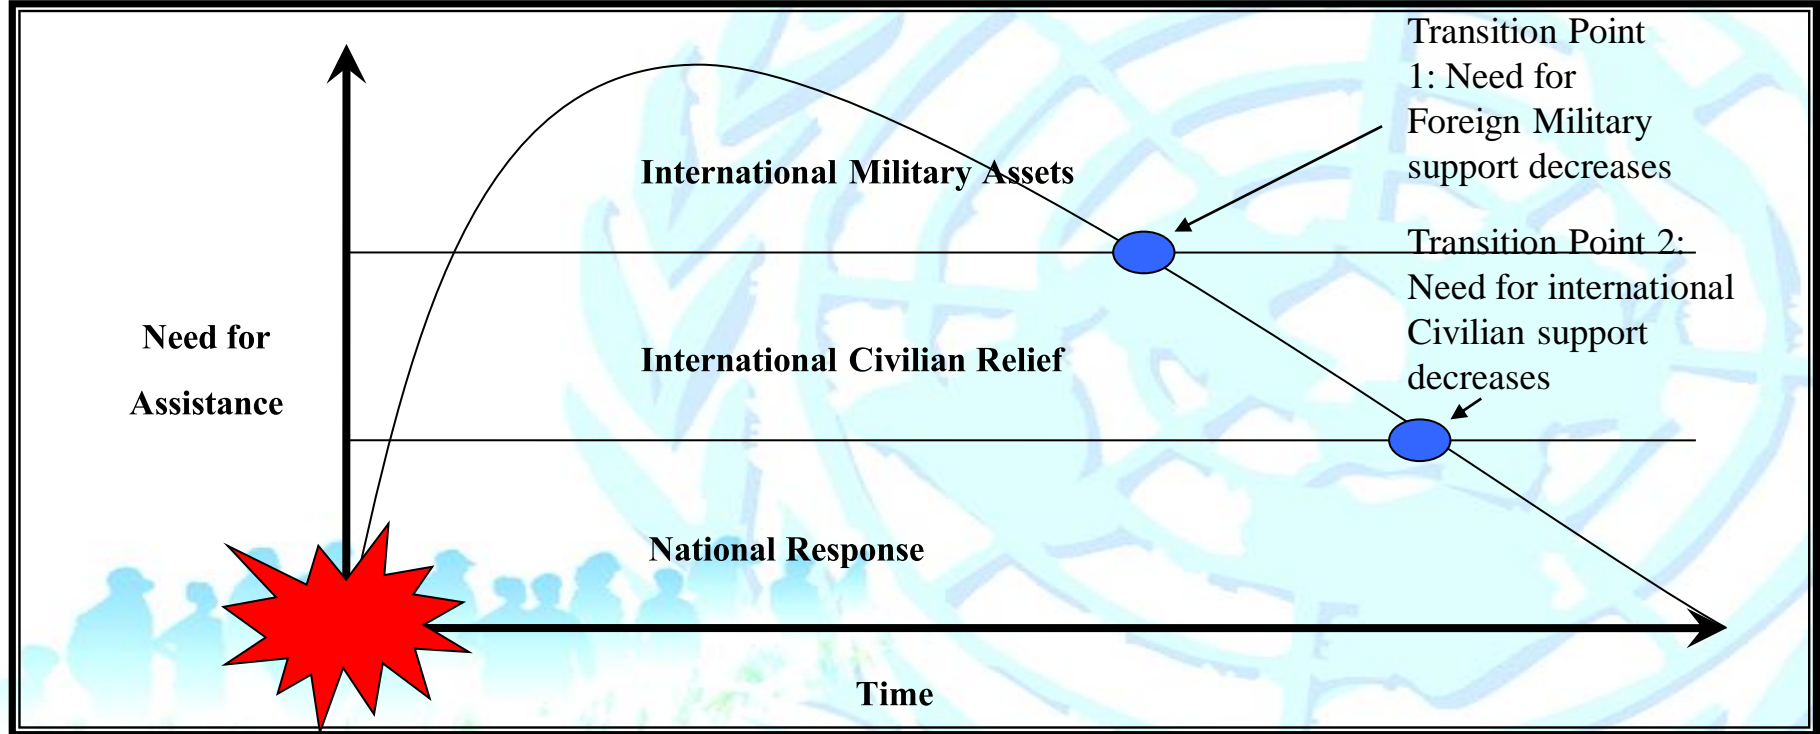 Transition Point
1: Need for
Foreign Military
support decreases
International Military Assets
Transition Point 2:
Need for international
Civilian support
decreases
Need for
Assistance
International Civilian Relief
National Response
Time